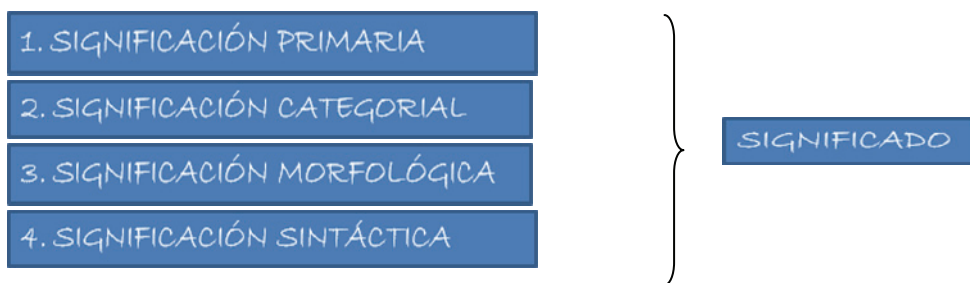 1. SIGNIFICACIÓN PRIMARIA
2. SIGNIFICACIÓN CATEGORIAL
3. SIGNIFICACIÓN MORFOLÓGICA
4. SIGNIFICACIÓN SINTÁCTICA
SIGNIFICADO